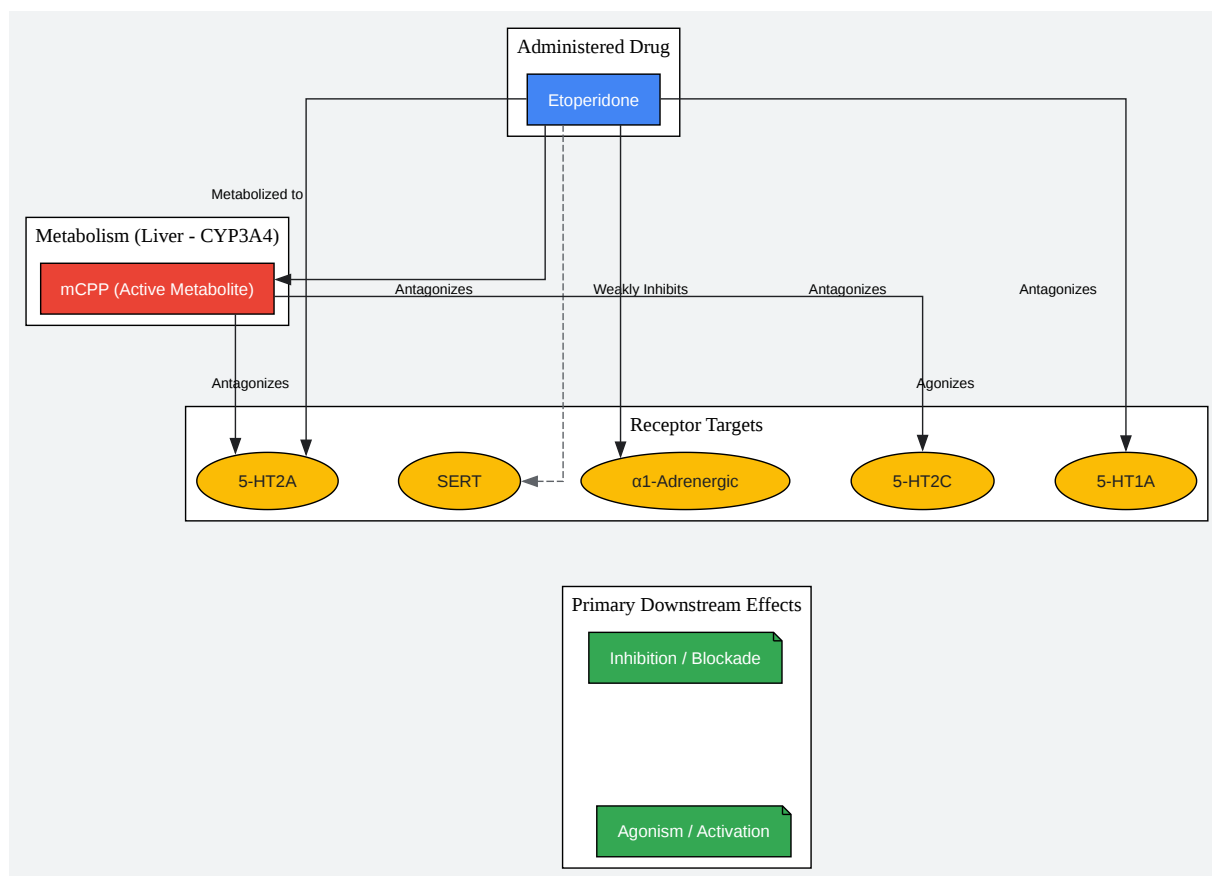 Administered Drug
Etoperidone
Metabolized to
Metabolism (Liver - CYP3A4)
mCPP (Active Metabolite)
Antagonizes
Weakly Inhibits
Antagonizes
Antagonizes
Antagonizes
Agonizes
Receptor Targets
5-HT2A
SERT
α1-Adrenergic
5-HT2C
5-HT1A
Primary Downstream Effects
Inhibition / Blockade
Agonism / Activation